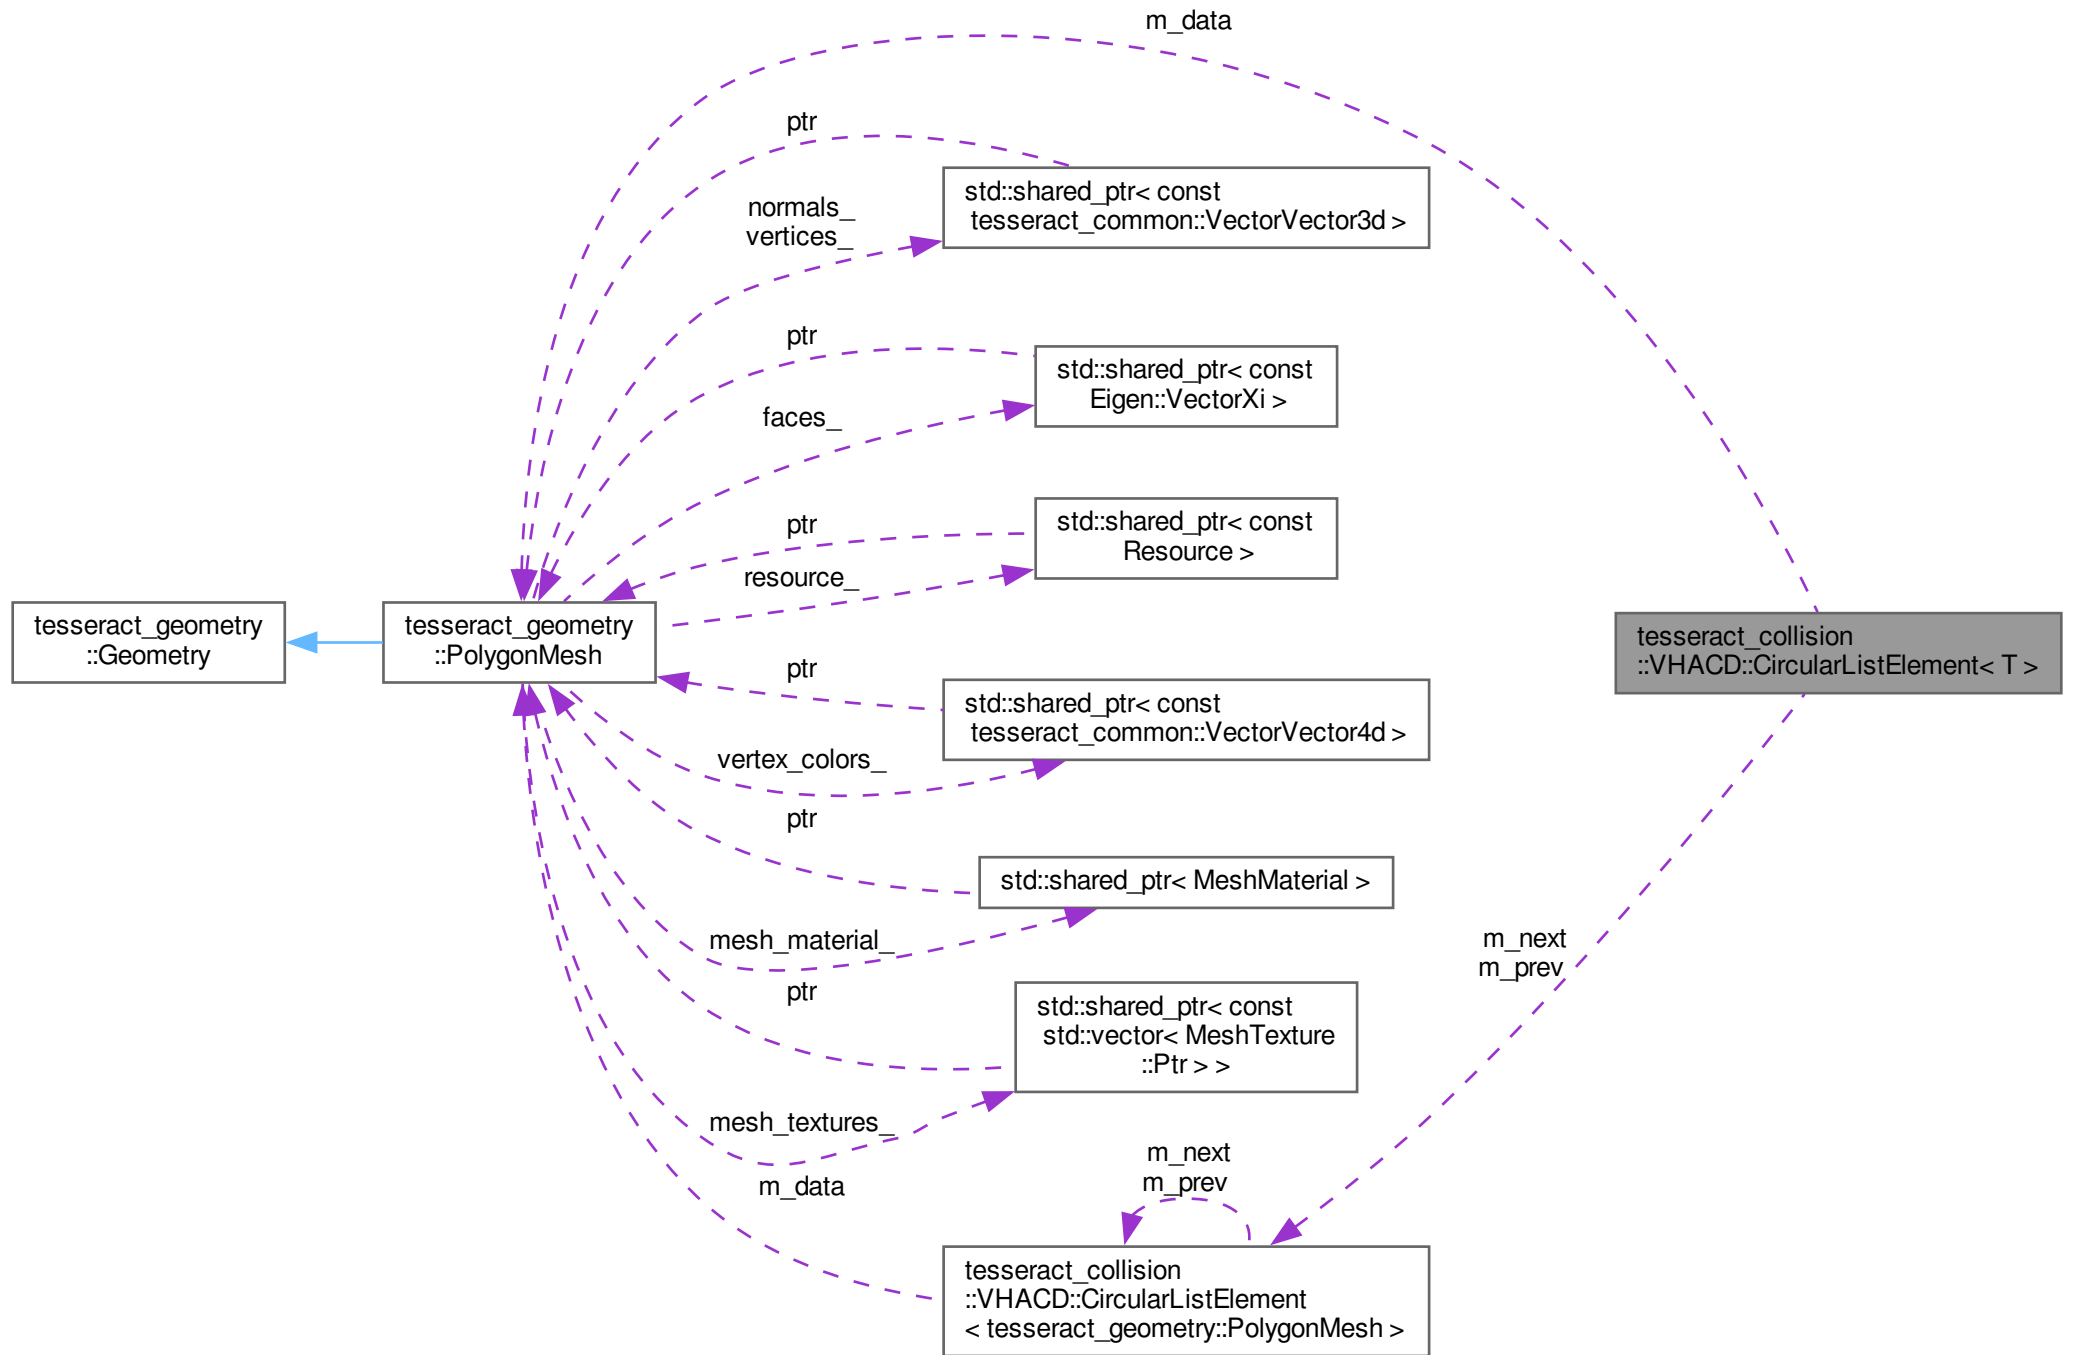 m_data
ptr
std::shared_ptr< const
tesseract_common::VectorVector3d >
normals_
vertices_
ptr
std::shared_ptr< const
Eigen::VectorXi >
faces_
std::shared_ptr< const
Resource >
ptr
resource_
tesseract_geometry
::Geometry
tesseract_geometry
::PolygonMesh
tesseract_collision
::VHACD::CircularListElement< T >
ptr
std::shared_ptr< const
tesseract_common::VectorVector4d >
vertex_colors_
ptr
std::shared_ptr< MeshMaterial >
mesh_material_
m_next
m_prev
ptr
std::shared_ptr< const
std::vector< MeshTexture
::Ptr > >
mesh_textures_
m_data
m_next
m_prev
tesseract_collision
::VHACD::CircularListElement
< tesseract_geometry::PolygonMesh >